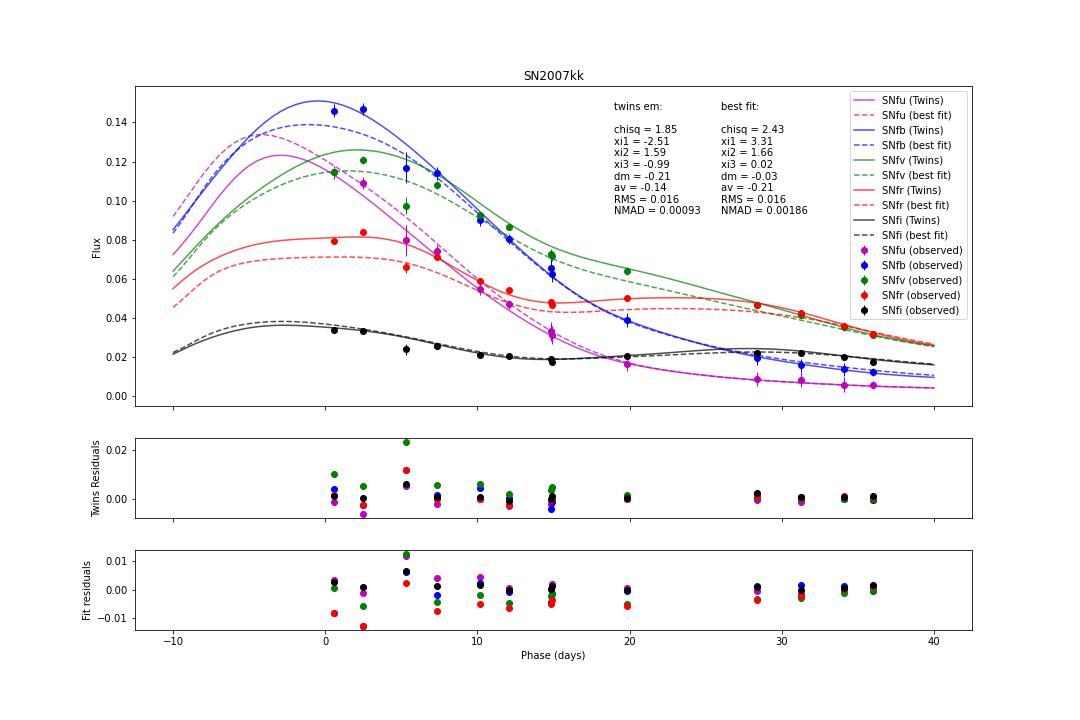 SN2007kk
Flux
0.14
0.12
0.10
0.08
0.06
0.04
0.02
0.00
twins em: best fit:
chisq = 1.85 chisq = 2.43
xi1 = -2.51 xi1 = 3.31
xi2 = 1.59 xi2 = 1.66
xi3 = -0.99 xi3 = 0.02
dm = -0.21 dm = -0.03
av = -0.14 av = -0.21
RMS = 0.016 RMS = 0.016
NMAD = 0.00093 NMAD = 0.00186
SNfu (Twins)
SNfu (best fit)
SNfb (Twins)
SNfb (best fit)
SNfv (Twins)
SNfv (best fit)
SNfr (Twins)
SNfr (best fit)
SNfi (Twins)
SNfi (best fit)
SNfu (observed)
SNfb (observed)
SNfv (observed)
SNfr (observed)
SNfi (observed)
Twins Residuals
0.02
0.00
Fit residuals
0.01
0.00
−0.01
−10 0 10 20 30 40
Phase (days)